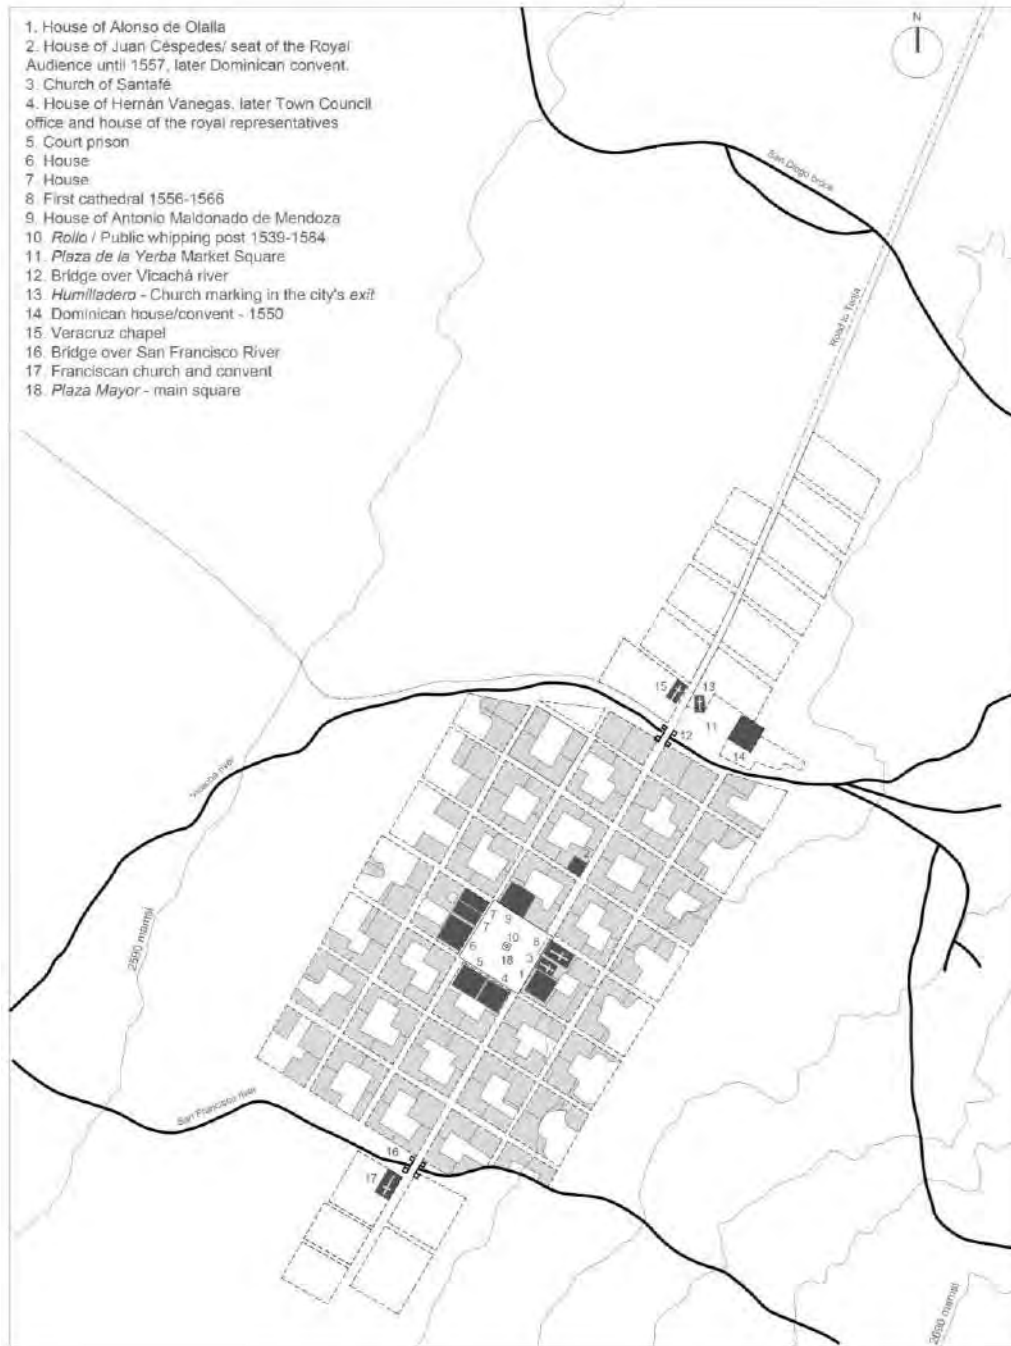 1. House of Alonso de Olalla
2. House of Juan Céspedes/ seat of the Royal
Audience until 1557, later Dominican convent.
3. Church of Santafé
4. House of Hernán Vanegas, later Town Council
office and house of the royal representatives
5. Court prison
6. House
7. House
8. First cathedral 1556-1566
9. House of Antonio Maldonado de Mendoza
10. Rollo / Public whipping post 1539-1584
11. Plaza de la Yerba Market Square
12. Bridge over Vicachá river
13. Humilladero - Church marking in the city's exit
14. Dominican house/convent - 1550
15. Veracruz chapel
16. Bridge over San Francisco River
17. Franciscan church and convent
18. Plaza Mayor - main square
N
San Diego
Road to Tunja
15
13
11
12
14
Vicachá river
2590 mamsl
7
9
7
10
8
6
18
3
5
4
1
San Francisco river
16
17
2690 mamsl